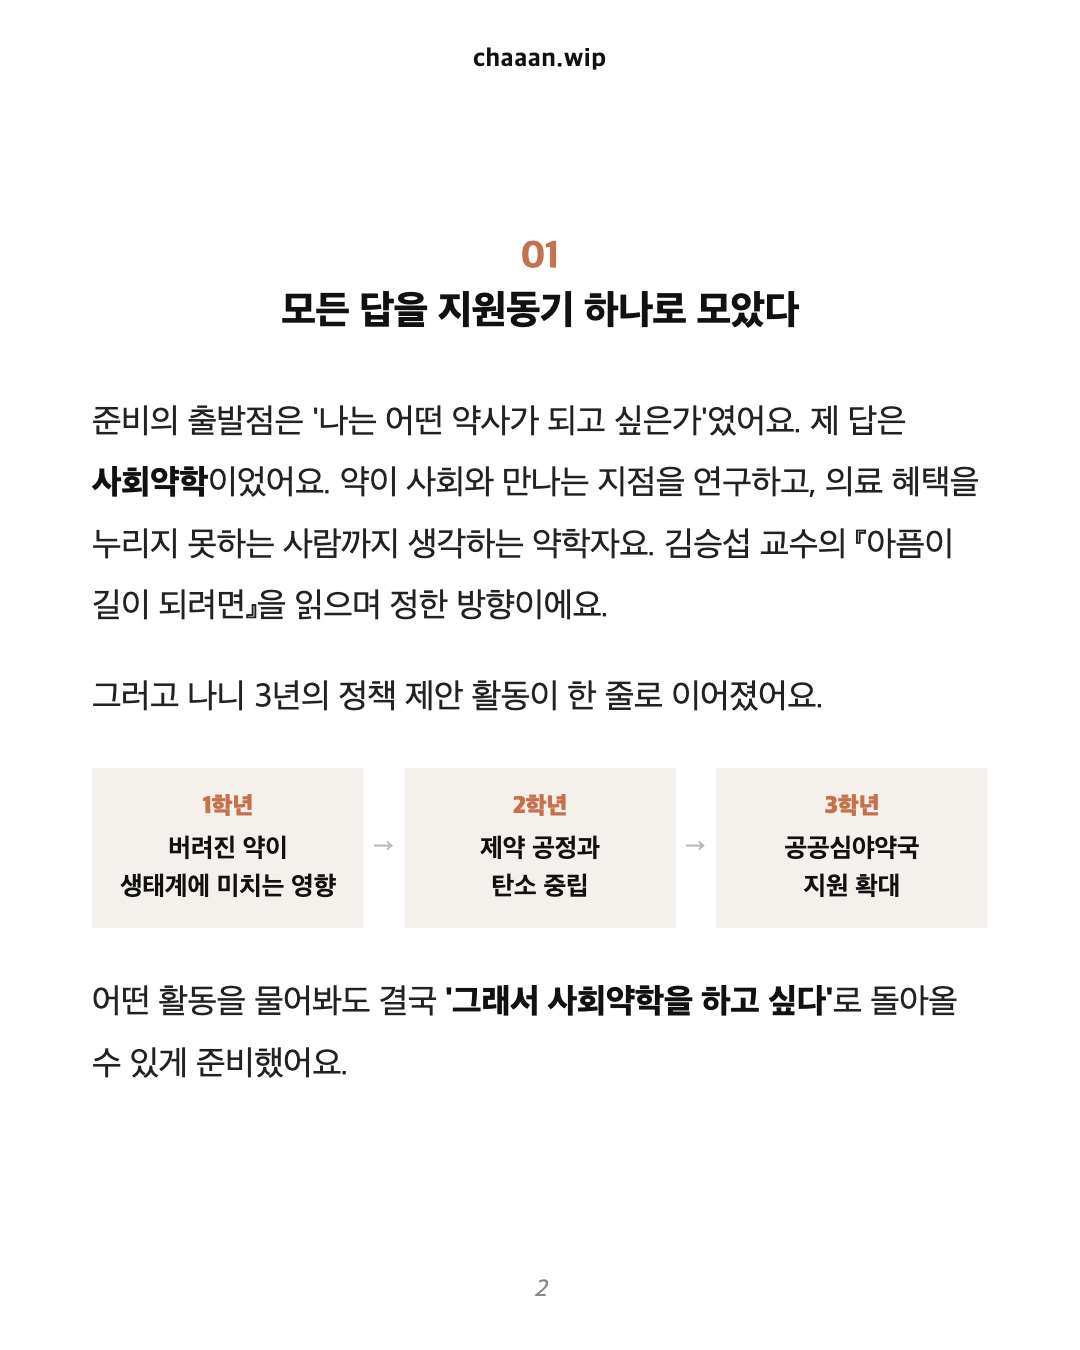 chaaan.wip
01
모든 답을 지원동기 하나로 모았다
준비의 출발점은 '나는 어떤 약사가 되고 싶은가'였어요. 제 답은
사회약학이었어요. 약이 사회와 만나는 지점을 연구하고, 의료 혜택을
누리지 못하는 사람까지 생각하는 약학자요. 김승섭 교수의 『아픔이
길이 되려면』을 읽으며 정한 방향이에요.
그러고 나니 3년의 정책 제안 활동이 한 줄로 이어졌어요.
1학년
버려진 약이
생태계에 미치는 영향
→
2학년
제약 공정과
탄소 중립
→
3학년
공공심야약국
지원 확대
어떤 활동을 물어봐도 결국 '그래서 사회약학을 하고 싶다'로 돌아올
수 있게 준비했어요.
2